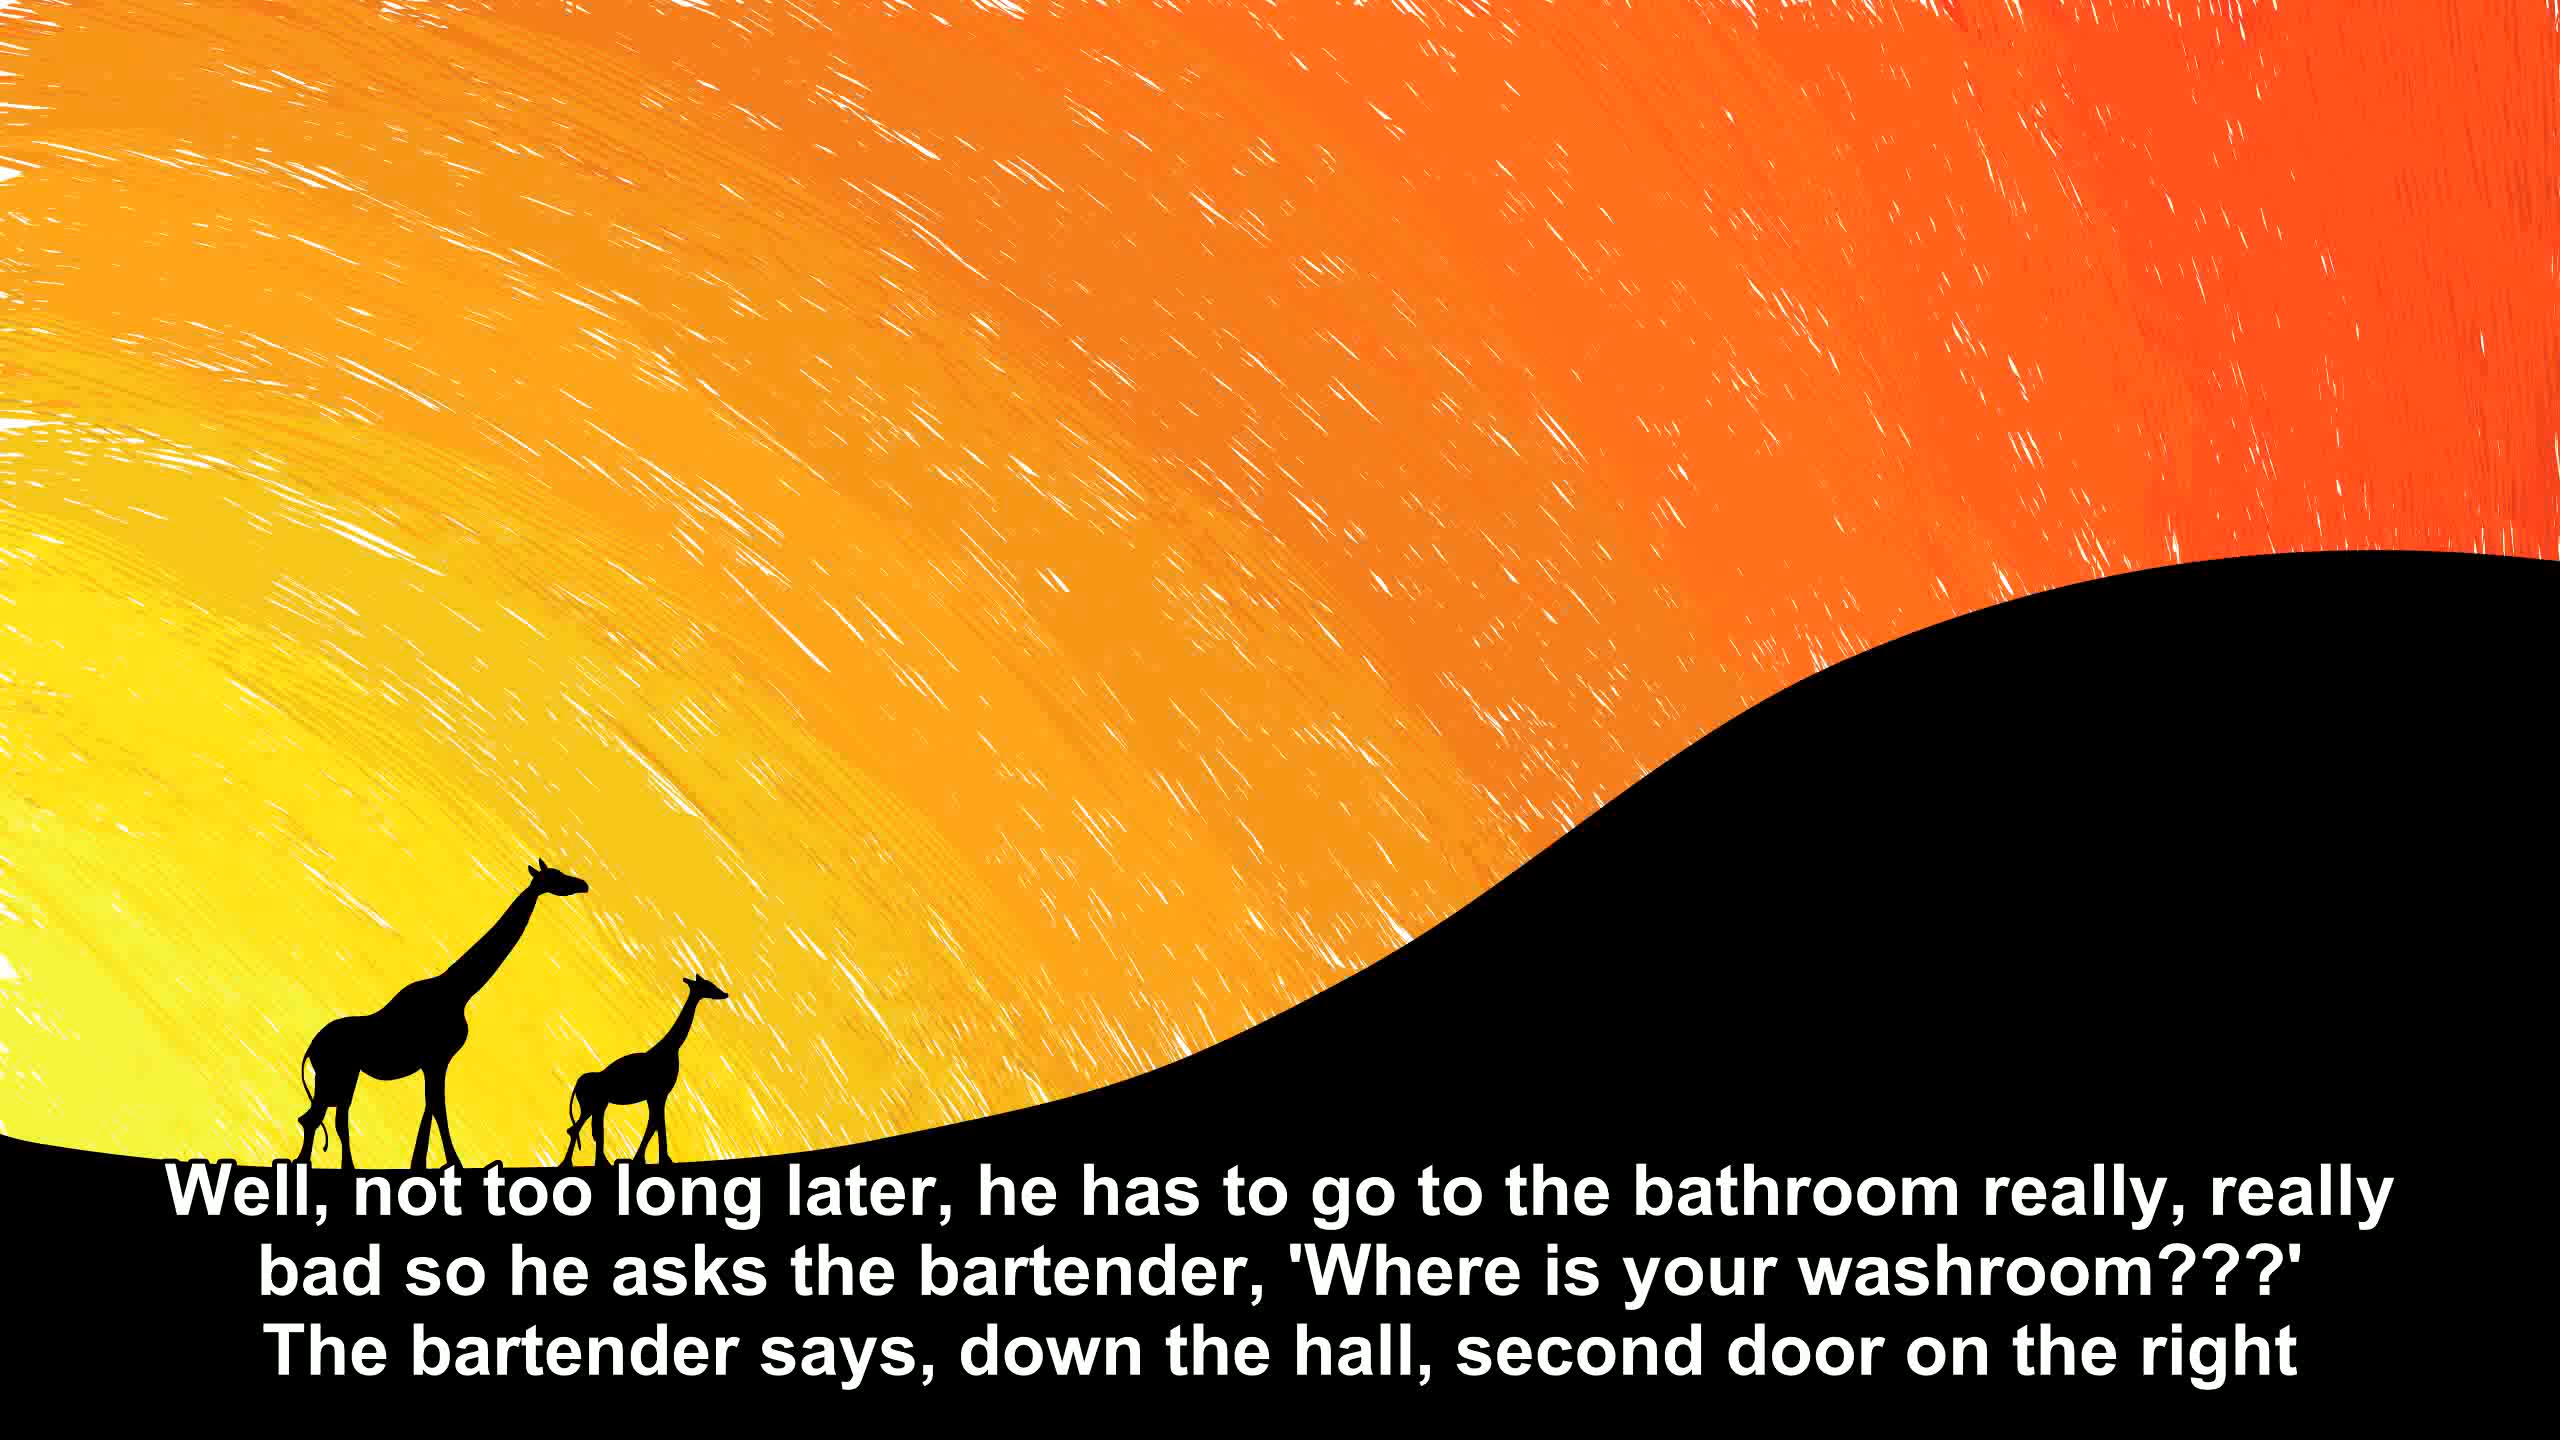 Well, not too long later, he has to go to the bathroom really, really
bad so he asks the bartender, 'Where is your washroom???'
The bartender says, down the hall, second door on the right